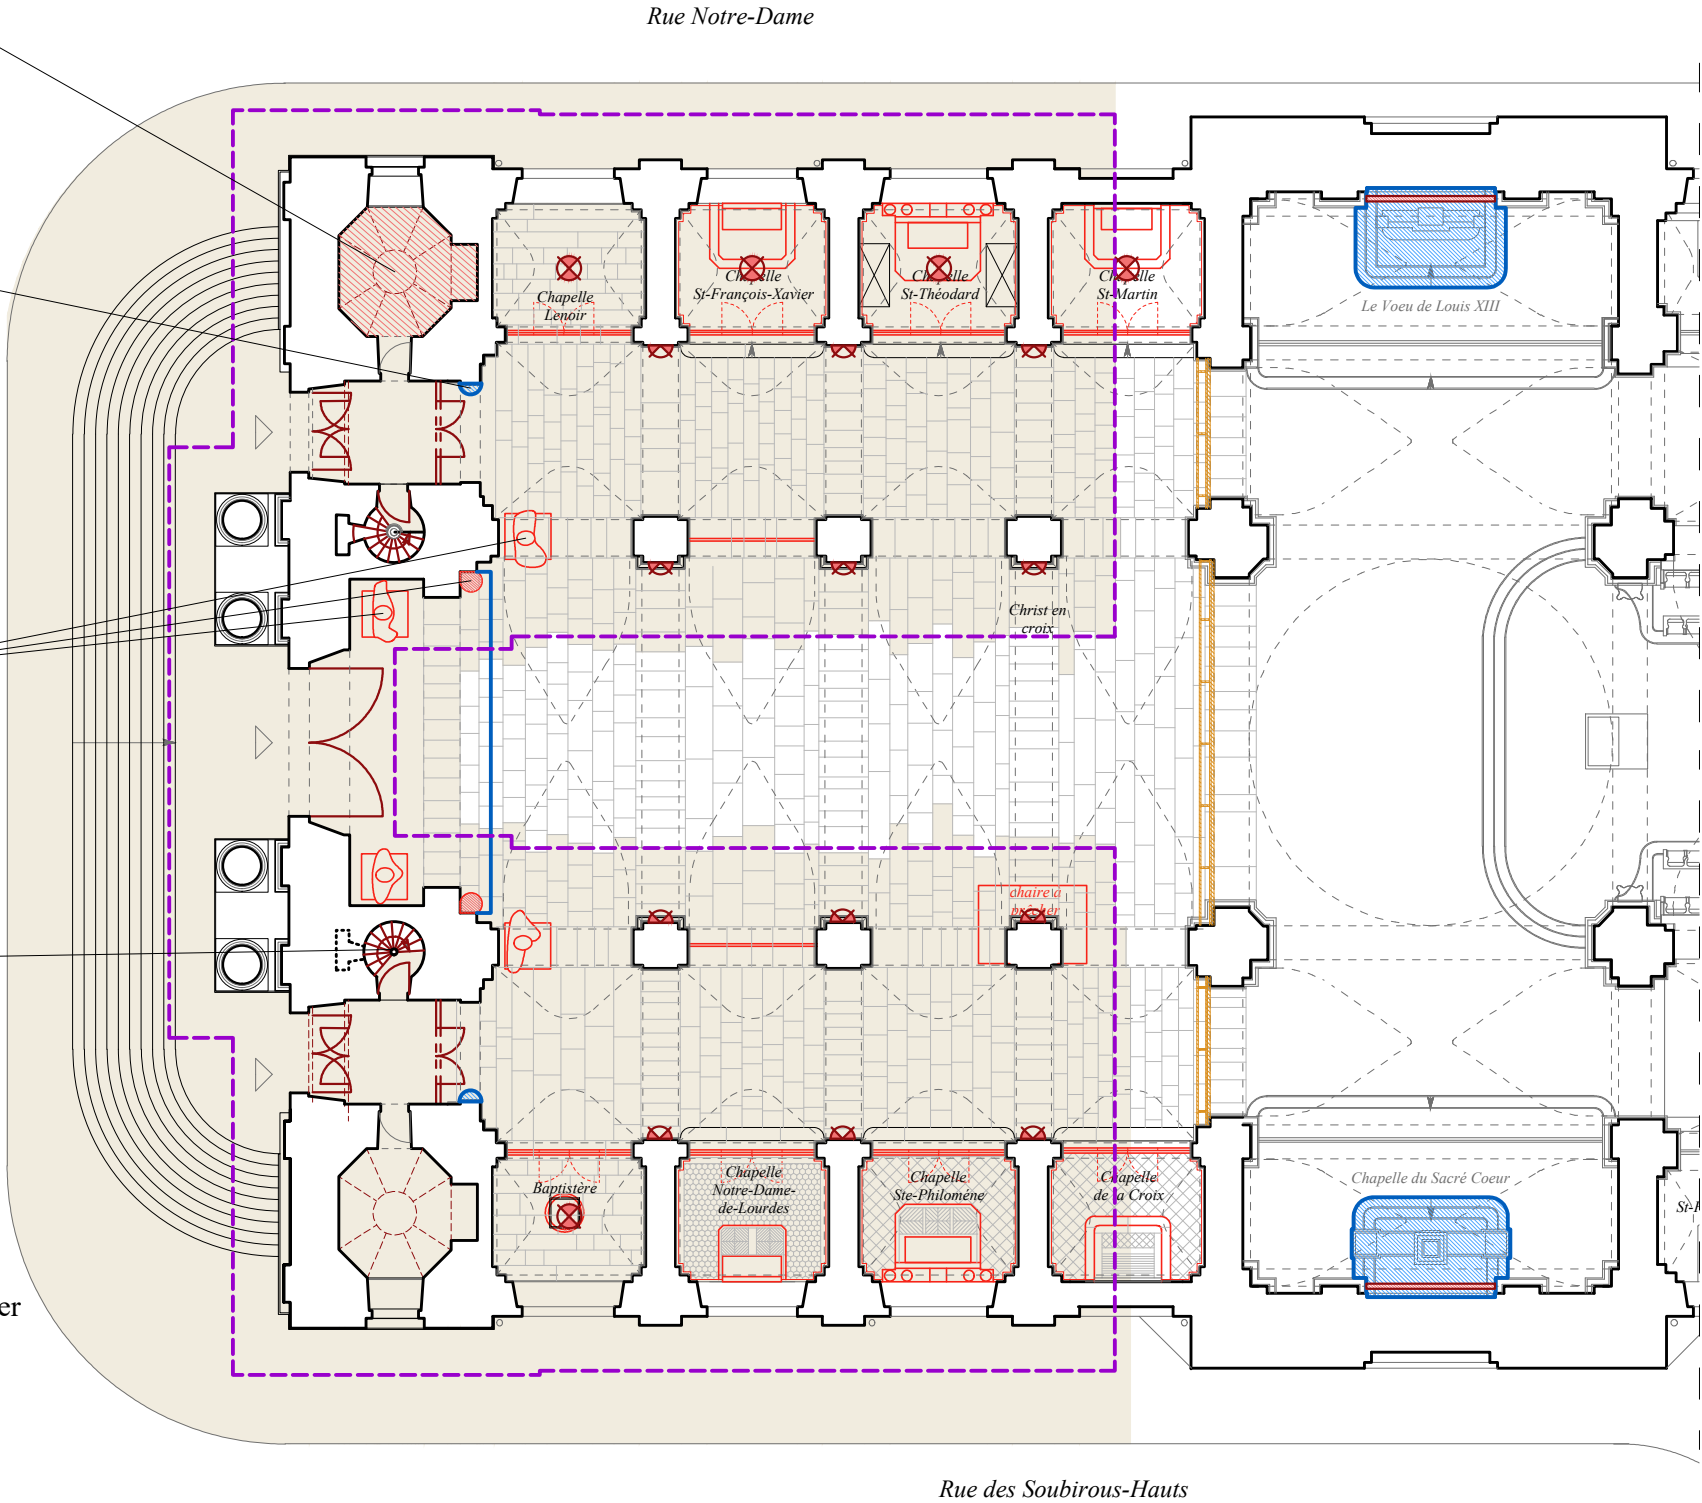 Rue Notre-Dame
Chapelle
Lenoir
Chapelle
St-François-Xavier
Chapelle
St-Théodard
Chapelle
St-Martin
Le Voeu de Louis XIII
Christ en
croix
chaire à
prêcher
Baptistère
Chapelle
Notre-Dame-
de-Lourdes
Chapelle
Ste-Philomène
Chapelle
de la Croix
Chapelle du Sacré Coeur
er
Rue des Soubirous-Hauts